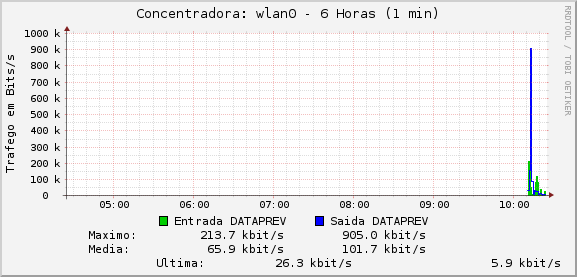 Concentradora: wlan0 - 6 Horas (1 min)
RRDTOOL / TOBI OETIKER
Trafego em Bits/s
1000 k
900 k
800 k
700 k
600 k
500 k
400 k
300 k
200 k
100 k
0
05:00 06:00 07:00 08:00 09:00 10:00
Entrada DATAPREV Saida DATAPREV
Maximo: 213.7 kbit/s 905.0 kbit/s
Media: 65.9 kbit/s 101.7 kbit/s
Ultima: 26.3 kbit/s 5.9 kbit/s